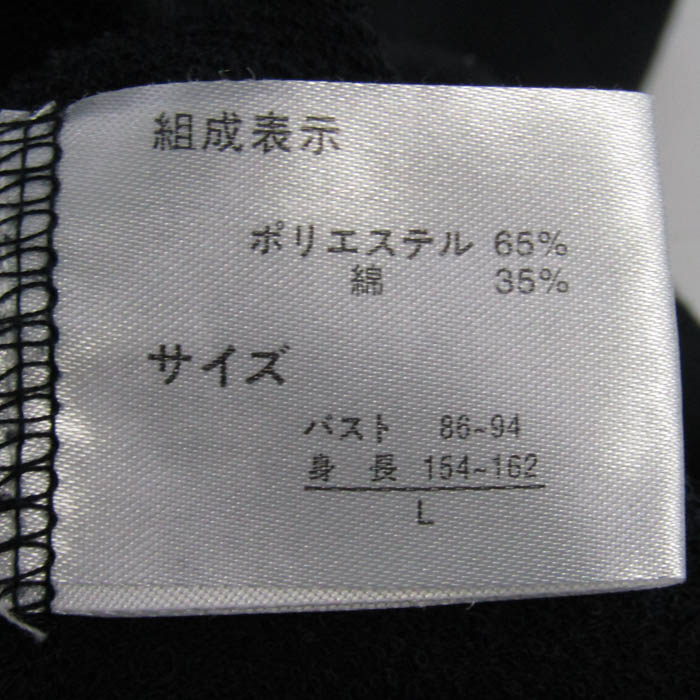 組成表示
ポリエステル 65%
綿 35%
サイズ
バスト 86~94
身長 154~162
L